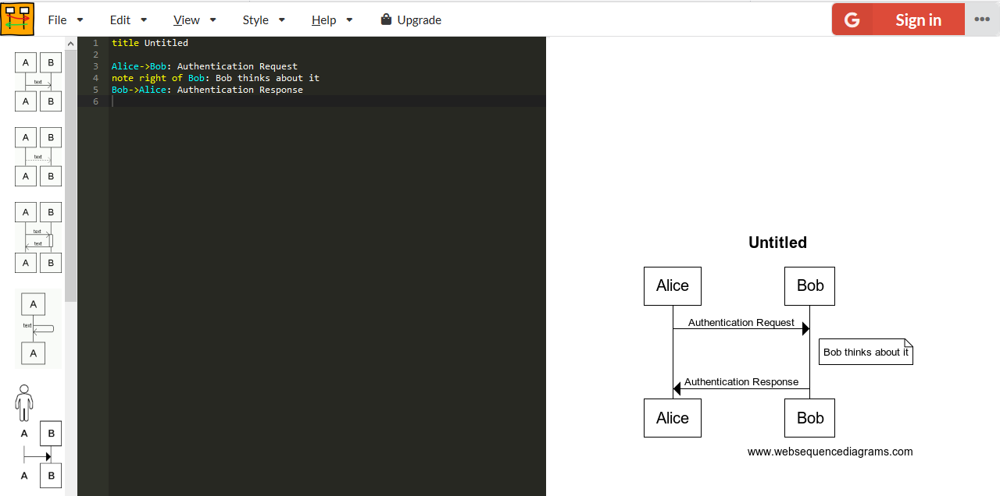 File Edit View Style Help Upgrade G Sign in
A B
text
A B
A B
text
A B
A B
text
text
A B
A
text
A
A B
A B
1 title Untitled
2
3 Alice->Bob: Authentication Request
4 note right of Bob: Bob thinks about it
5 Bob->Alice: Authentication Response
6
Untitled
Alice Bob
Authentication Request
Bob thinks about it
Authentication Response
Alice Bob
www.websequencediagrams.com